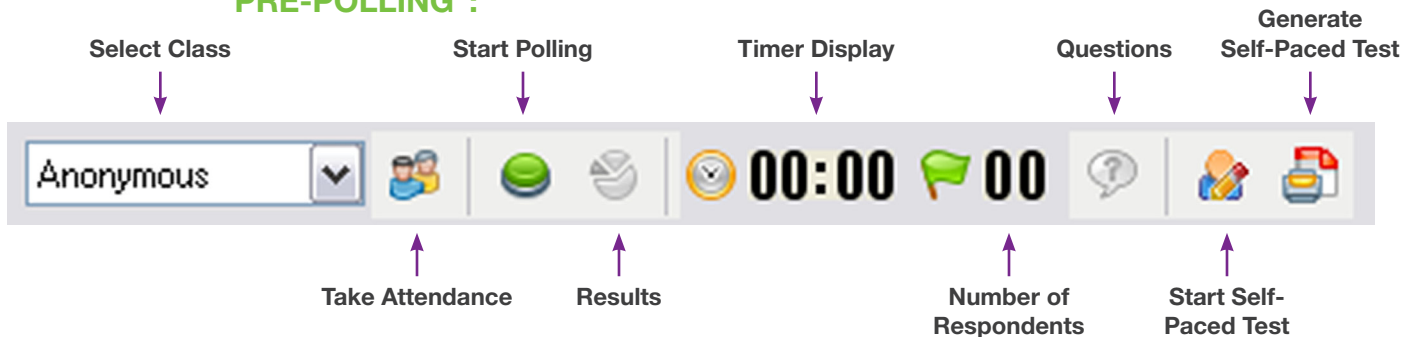 PRE-POLLING":
Generate
Select Class Start Polling Timer Display Questions Self-Paced Test
Anonymous 00:00 00
Take Attendance Results Number of Start Self-
Respondents Paced Test